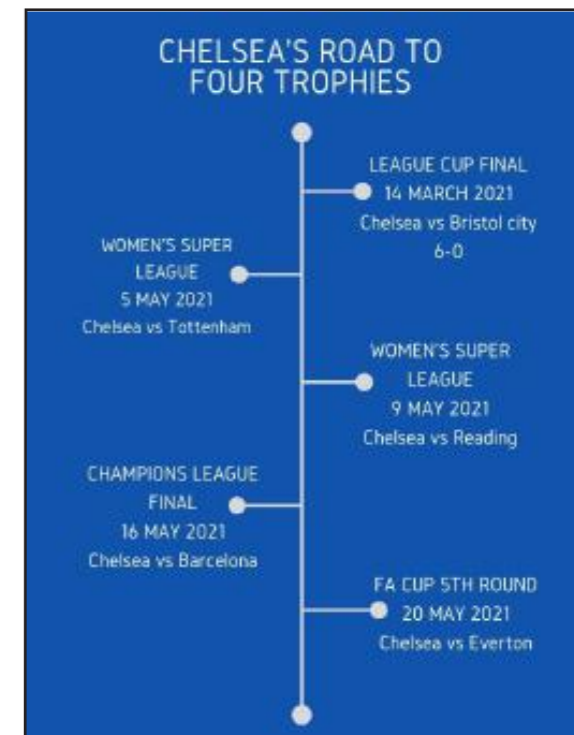 CHELSEA'S ROAD TO
FOUR TROPHIES
LEAGUE CUP FINAL
14 MARCH 2021
Chelsea vs Bristol city
6-0
WOMEN'S SUPER
LEAGUE
5 MAY 2021
Chelsea vs Tottenham
WOMEN'S SUPER
LEAGUE
9 MAY 2021
Chelsea vs Reading
CHAMPIONS LEAGUE
FINAL
16 MAY 2021
Chelsea vs Barcelona
FA CUP 5TH ROUND
20 MAY 2021
Chelsea vs Everton